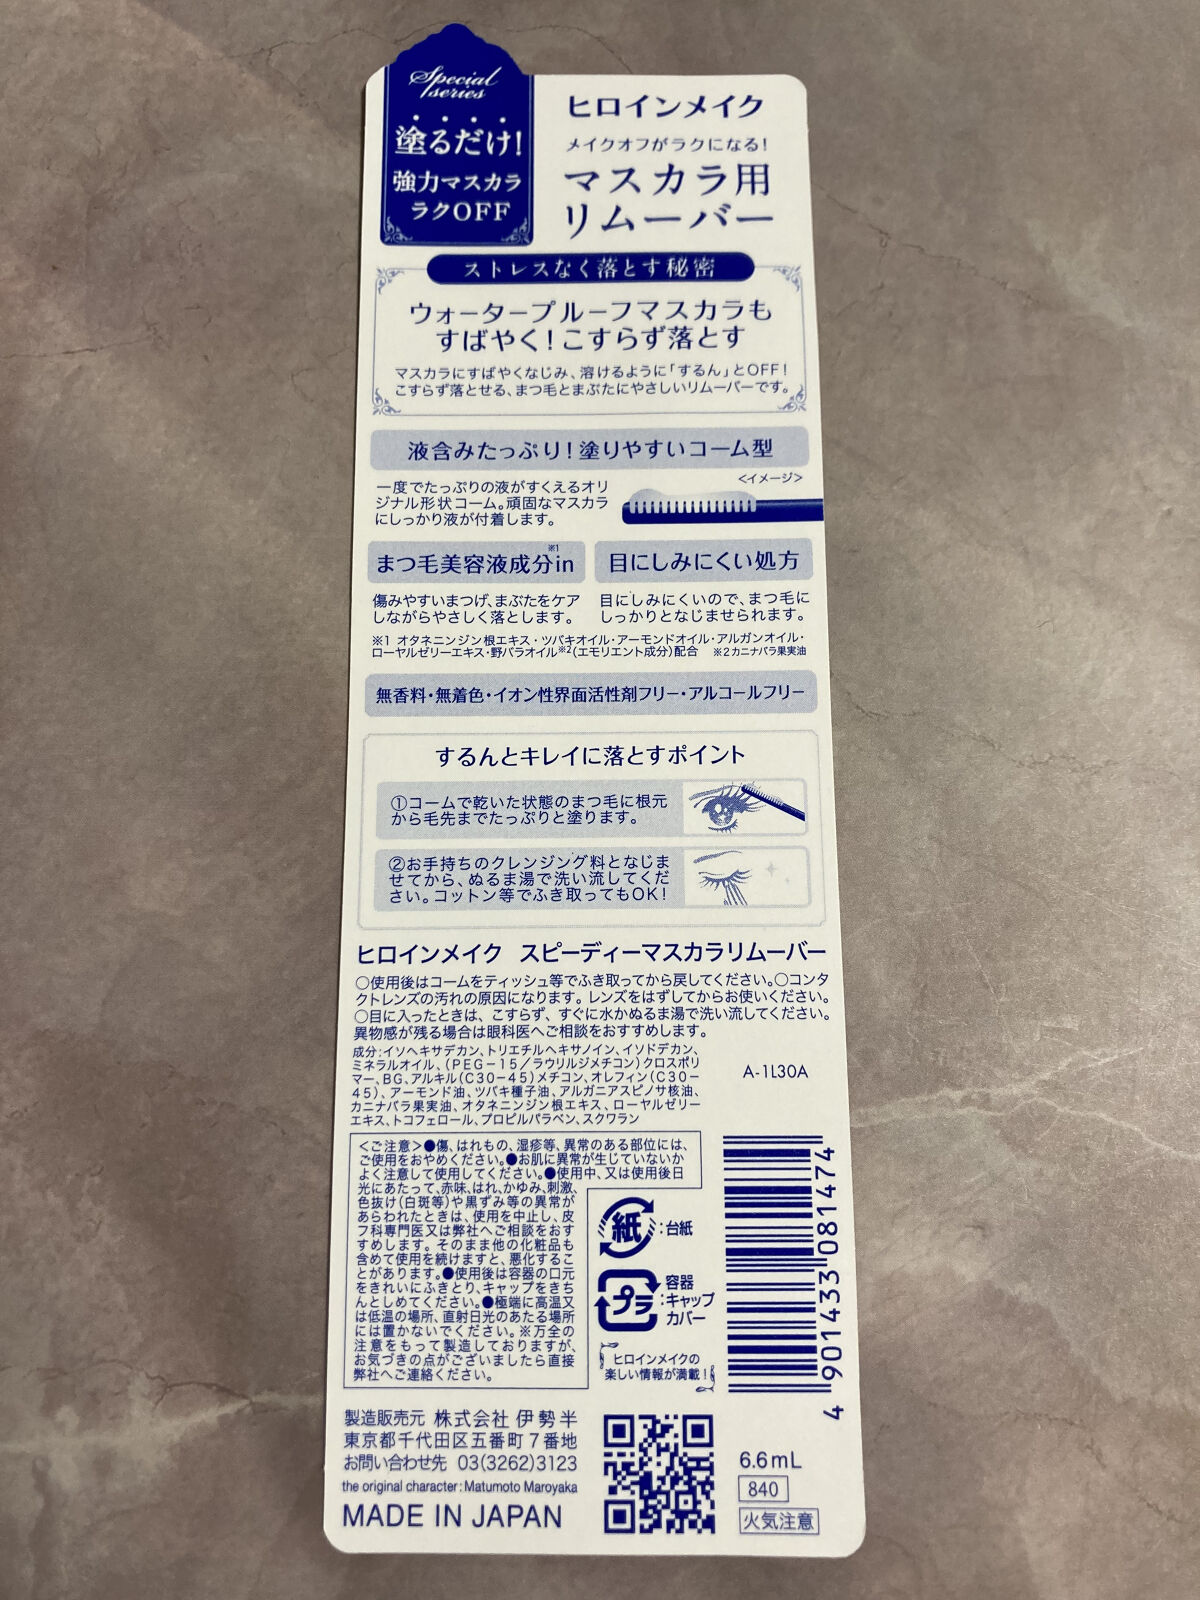 Special
series
塗るだけ!
強力マスカラ
ラクOFF
ヒロインメイク
メイクオフがラクになる!
マスカラ用
リムーバー
ストレスなく落とす秘密
ウォータープルーフマスカラも
すばやく!こすらず落とす
マスカラにすばやくなじみ、溶けるように「するん」とOFF!
こすらず落とせる、まつ毛とまぶたにやさしいリムーバーです。
液含みたっぷり!塗りやすいコーム型
<イメージ>
一度でたっぷりの液がすくえるオリ
ジナル形状コーム。頑固なマスカラ
にしっかり液が付着します。
まつ毛美容液成分in※1
目にしみにくい処方
傷みやすいまつげ、まぶたをケア
しながらやさしく落とします。
目にしみにくいので、まつ毛に
しっかりとなじませられます。
※1 オタネニンジン根エキス・ツバキオイル・アーモンドオイル・アルガンオイル・
ローヤルゼリーエキス・野バラオイル※2(エモリエント成分)配合 ※2カニナバラ果実油
無香料・無着色・イオン性界面活性剤フリー・アルコールフリー
するんとキレイに落とすポイント
①コームで乾いた状態のまつ毛に根元
から毛先までたっぷりと塗ります。
②お手持ちのクレンジング料となじま
せてから、ぬるま湯で洗い流してくだ
さい。コットン等でふき取ってもOK!
ヒロインメイク スピーディーマスカラリムーバー
○使用後はコームをティッシュ等でふき取ってから戻してください。○コンタ
クトレンズの汚れの原因になります。レンズをはずしてからお使いください。
○目に入ったときは、こすらず、すぐに水かぬるま湯で洗い流してください。
異物感が残る場合は眼科医へご相談をおすすめします。
成分:イソヘキサデカン、トリエチルヘキサノイン、イソドデカン、
ミネラルオイル、(PEG-15/ラウリルジメチコン)クロスポリ
マー、BG、アルキル(C30-45)メチコン、オレフィン(C30-
45)、アーモンド油、ツバキ種子油、アルガニアスピノサ核油、
カニナバラ果実油、オタネニンジン根エキス、ローヤルゼリー
エキス、トコフェロール、プロピルパラベン、スクワラン
A-1L30A
<ご注意>●傷、はれもの、湿疹等、異常のある部位には、
ご使用をおやめください。●お肌に異常が生じていないか
よく注意して使用してください。●使用中、又は使用後日
光にあたって、赤味、はれ、かゆみ、刺激、
色抜け(白斑等)や黒ずみ等の異常が
あらわれたときは、使用を中止し、皮
フ科専門医又は弊社へご相談をおす
すめします。そのまま他の化粧品も
含めて使用を続けますと、悪化するこ
とがあります。●使用後は容器の口元
をきれいにふきとり、キャップをきち
んとしめてください。●極端に高温又
は低温の場所、直射日光のあたる場所
には置かないでください。※万全の
注意をもって製造しておりますが、
お気づきの点がございましたら直接
弊社へご連絡ください。
紙:台紙
プラ:容器
キャップ
カバー
ヒロインメイクの
楽しい情報が満載!
4 901433 081474
製造販売元 株式会社 伊勢半
東京都千代田区五番町7番地
お問い合わせ先 03(3262)3123
the original character:Matumoto Maroyaka
MADE IN JAPAN
6.6mL
840
火気注意